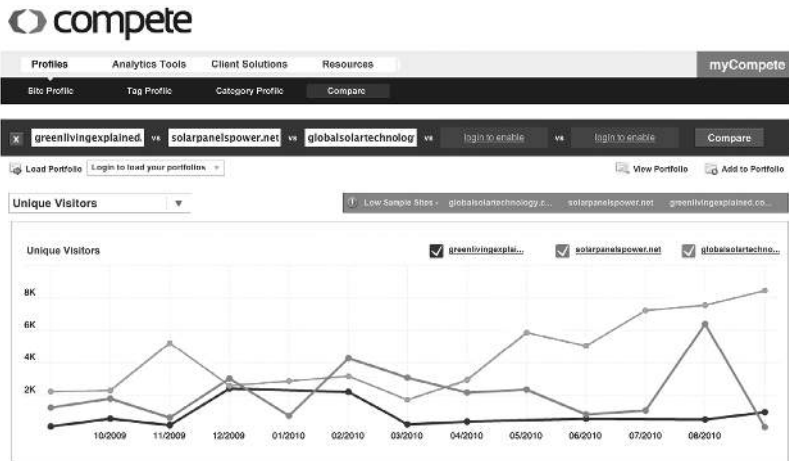 compete
Profiles Analytics Tools Client Solutions Resources myCompete
Site Profile Tag Profile Category Profile Compare
x greenlivingexplained. vs solarpanelspower.net vs globalsolartechnolog vs login to enable vs login to enable Compare
Load Portfolio Login to load your portfolios View Portfolio Add to Portfolio
Unique Visitors Low Sample Sites - globalsolartechnology.c... solarpanelspower.net greenlivingexplained.co...
Unique Visitors greenlivingexplai... solarpanelspower.net globalsolartechno...
8K
6K
4K
2K
10/2009 11/2009 12/2009 01/2010 02/2010 03/2010 04/2010 05/2010 06/2010 07/2010 08/2010